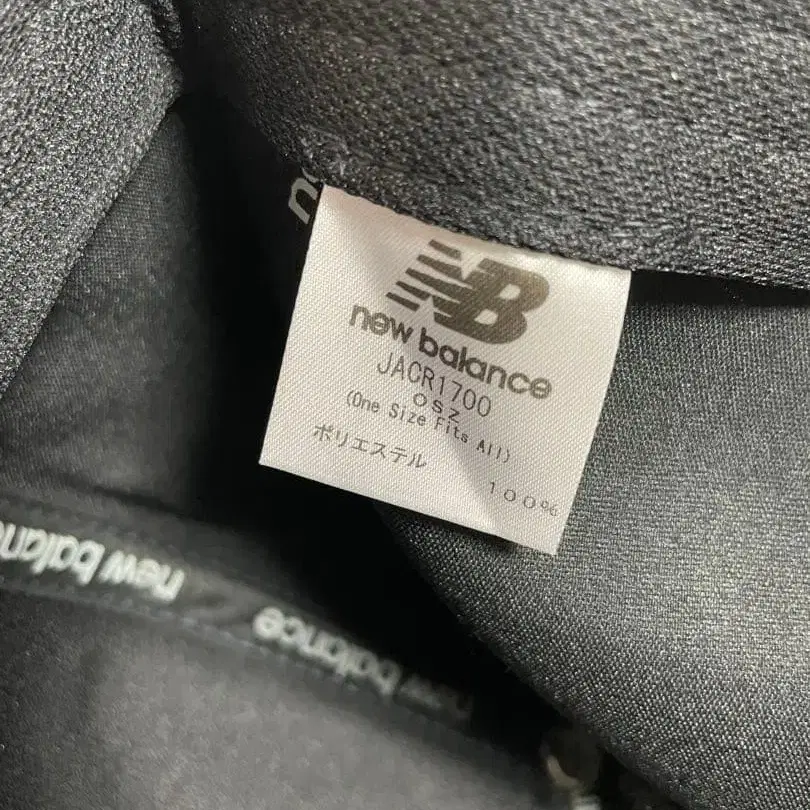 NB
new balance
JACR1700
OSZ
(One Size Fits All)
ポリエステル
100%
new balance
new balance